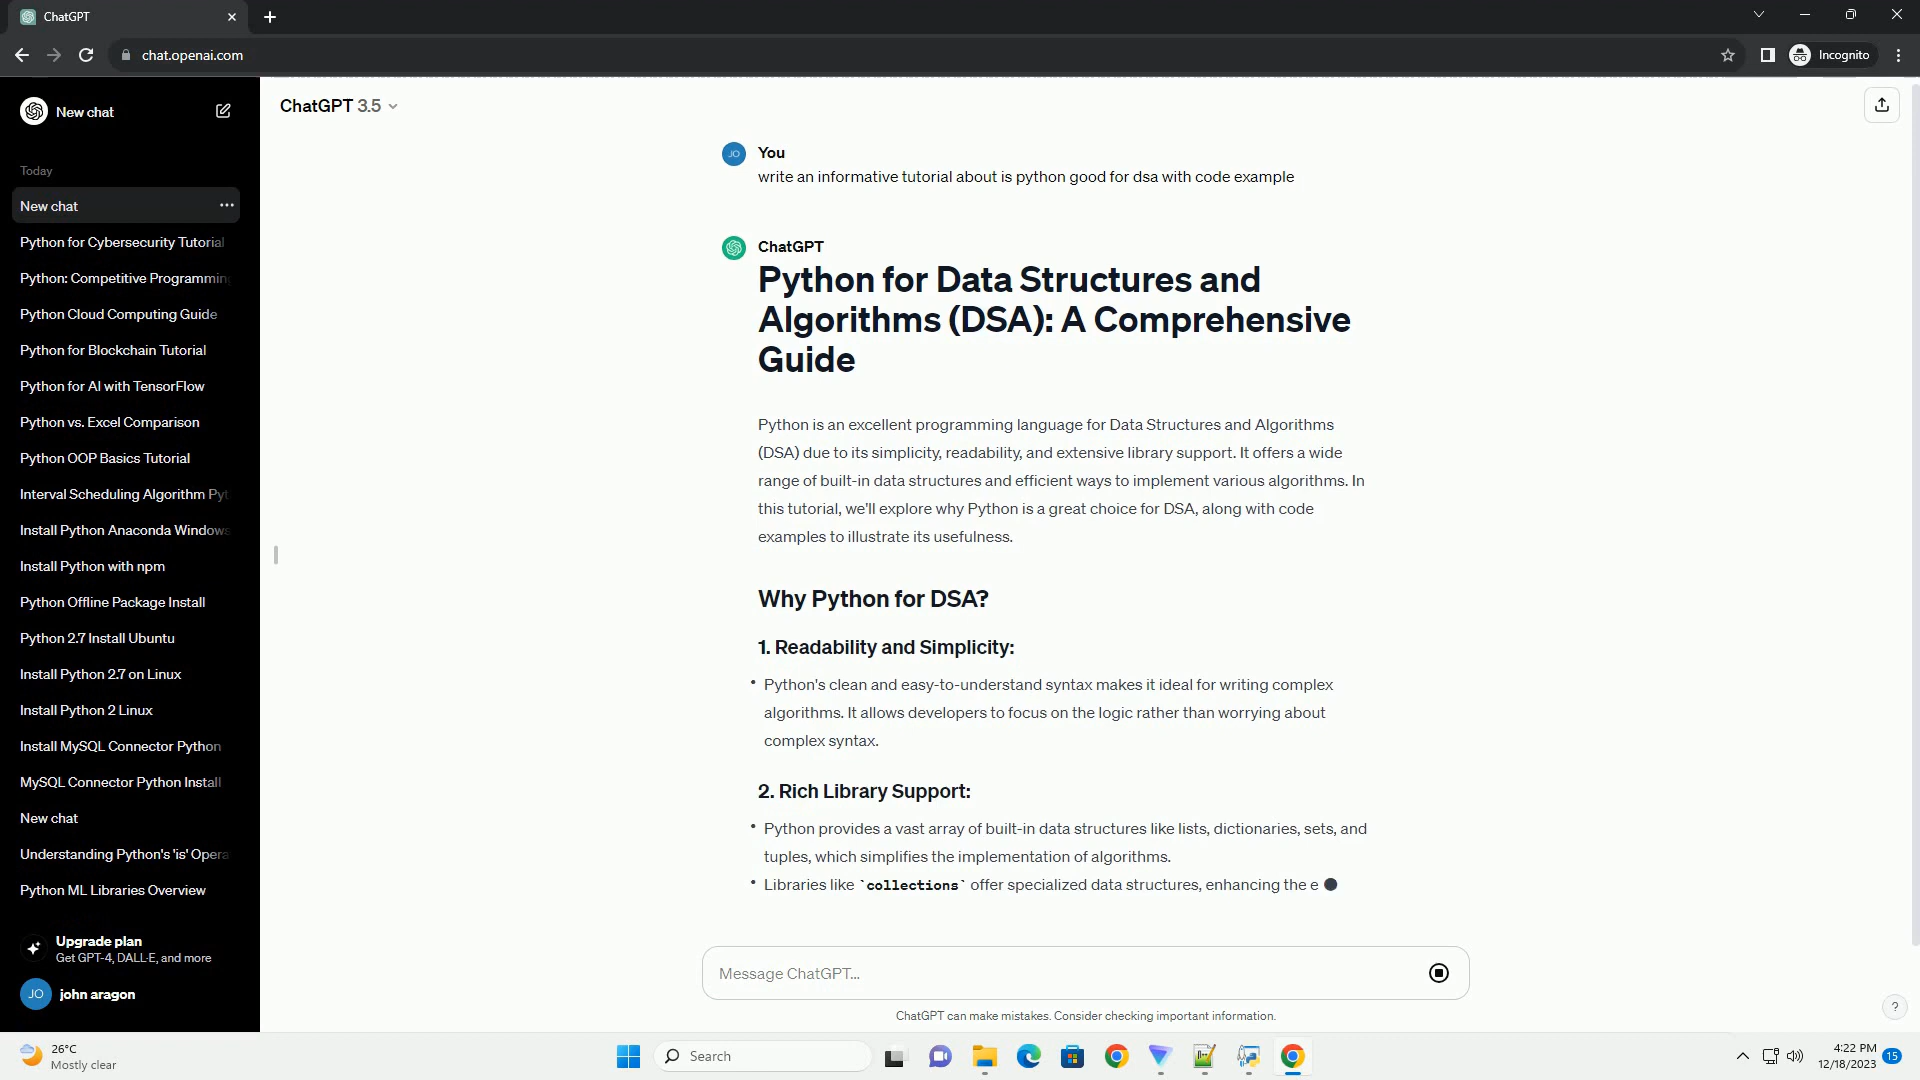 ChatGPT
chat.openai.com
Incognito
New chat
Today
New chat
Python for Cybersecurity Tutorial
Python: Competitive Programming
Python Cloud Computing Guide
Python for Blockchain Tutorial
Python for AI with TensorFlow
Python vs. Excel Comparison
Python OOP Basics Tutorial
Interval Scheduling Algorithm Pyt
Install Python Anaconda Windows
Install Python with npm
Python Offline Package Install
Python 2.7 Install Ubuntu
Install Python 2.7 on Linux
Install Python 2 Linux
Install MySQL Connector Python
MySQL Connector Python Install
New chat
Understanding Python's 'is' Opera
Python ML Libraries Overview
Upgrade plan
Get GPT-4, DALL·E, and more
JO john aragon
ChatGPT 3.5
JO You
write an informative tutorial about is python good for dsa with code example
ChatGPT
Python for Data Structures and
Algorithms (DSA): A Comprehensive
Guide
Python is an excellent programming language for Data Structures and Algorithms
(DSA) due to its simplicity, readability, and extensive library support. It offers a wide
range of built-in data structures and efficient ways to implement various algorithms. In
this tutorial, we'll explore why Python is a great choice for DSA, along with code
examples to illustrate its usefulness.
Why Python for DSA?
1. Readability and Simplicity:
• Python's clean and easy-to-understand syntax makes it ideal for writing complex
algorithms. It allows developers to focus on the logic rather than worrying about
complex syntax.
2. Rich Library Support:
• Python provides a vast array of built-in data structures like lists, dictionaries, sets, and
tuples, which simplifies the implementation of algorithms.
• Libraries like `collections` offer specialized data structures, enhancing the e
Message ChatGPT...
ChatGPT can make mistakes. Consider checking important information.
?
26°C
Mostly clear
Search
4:22 PM
12/18/2023
15